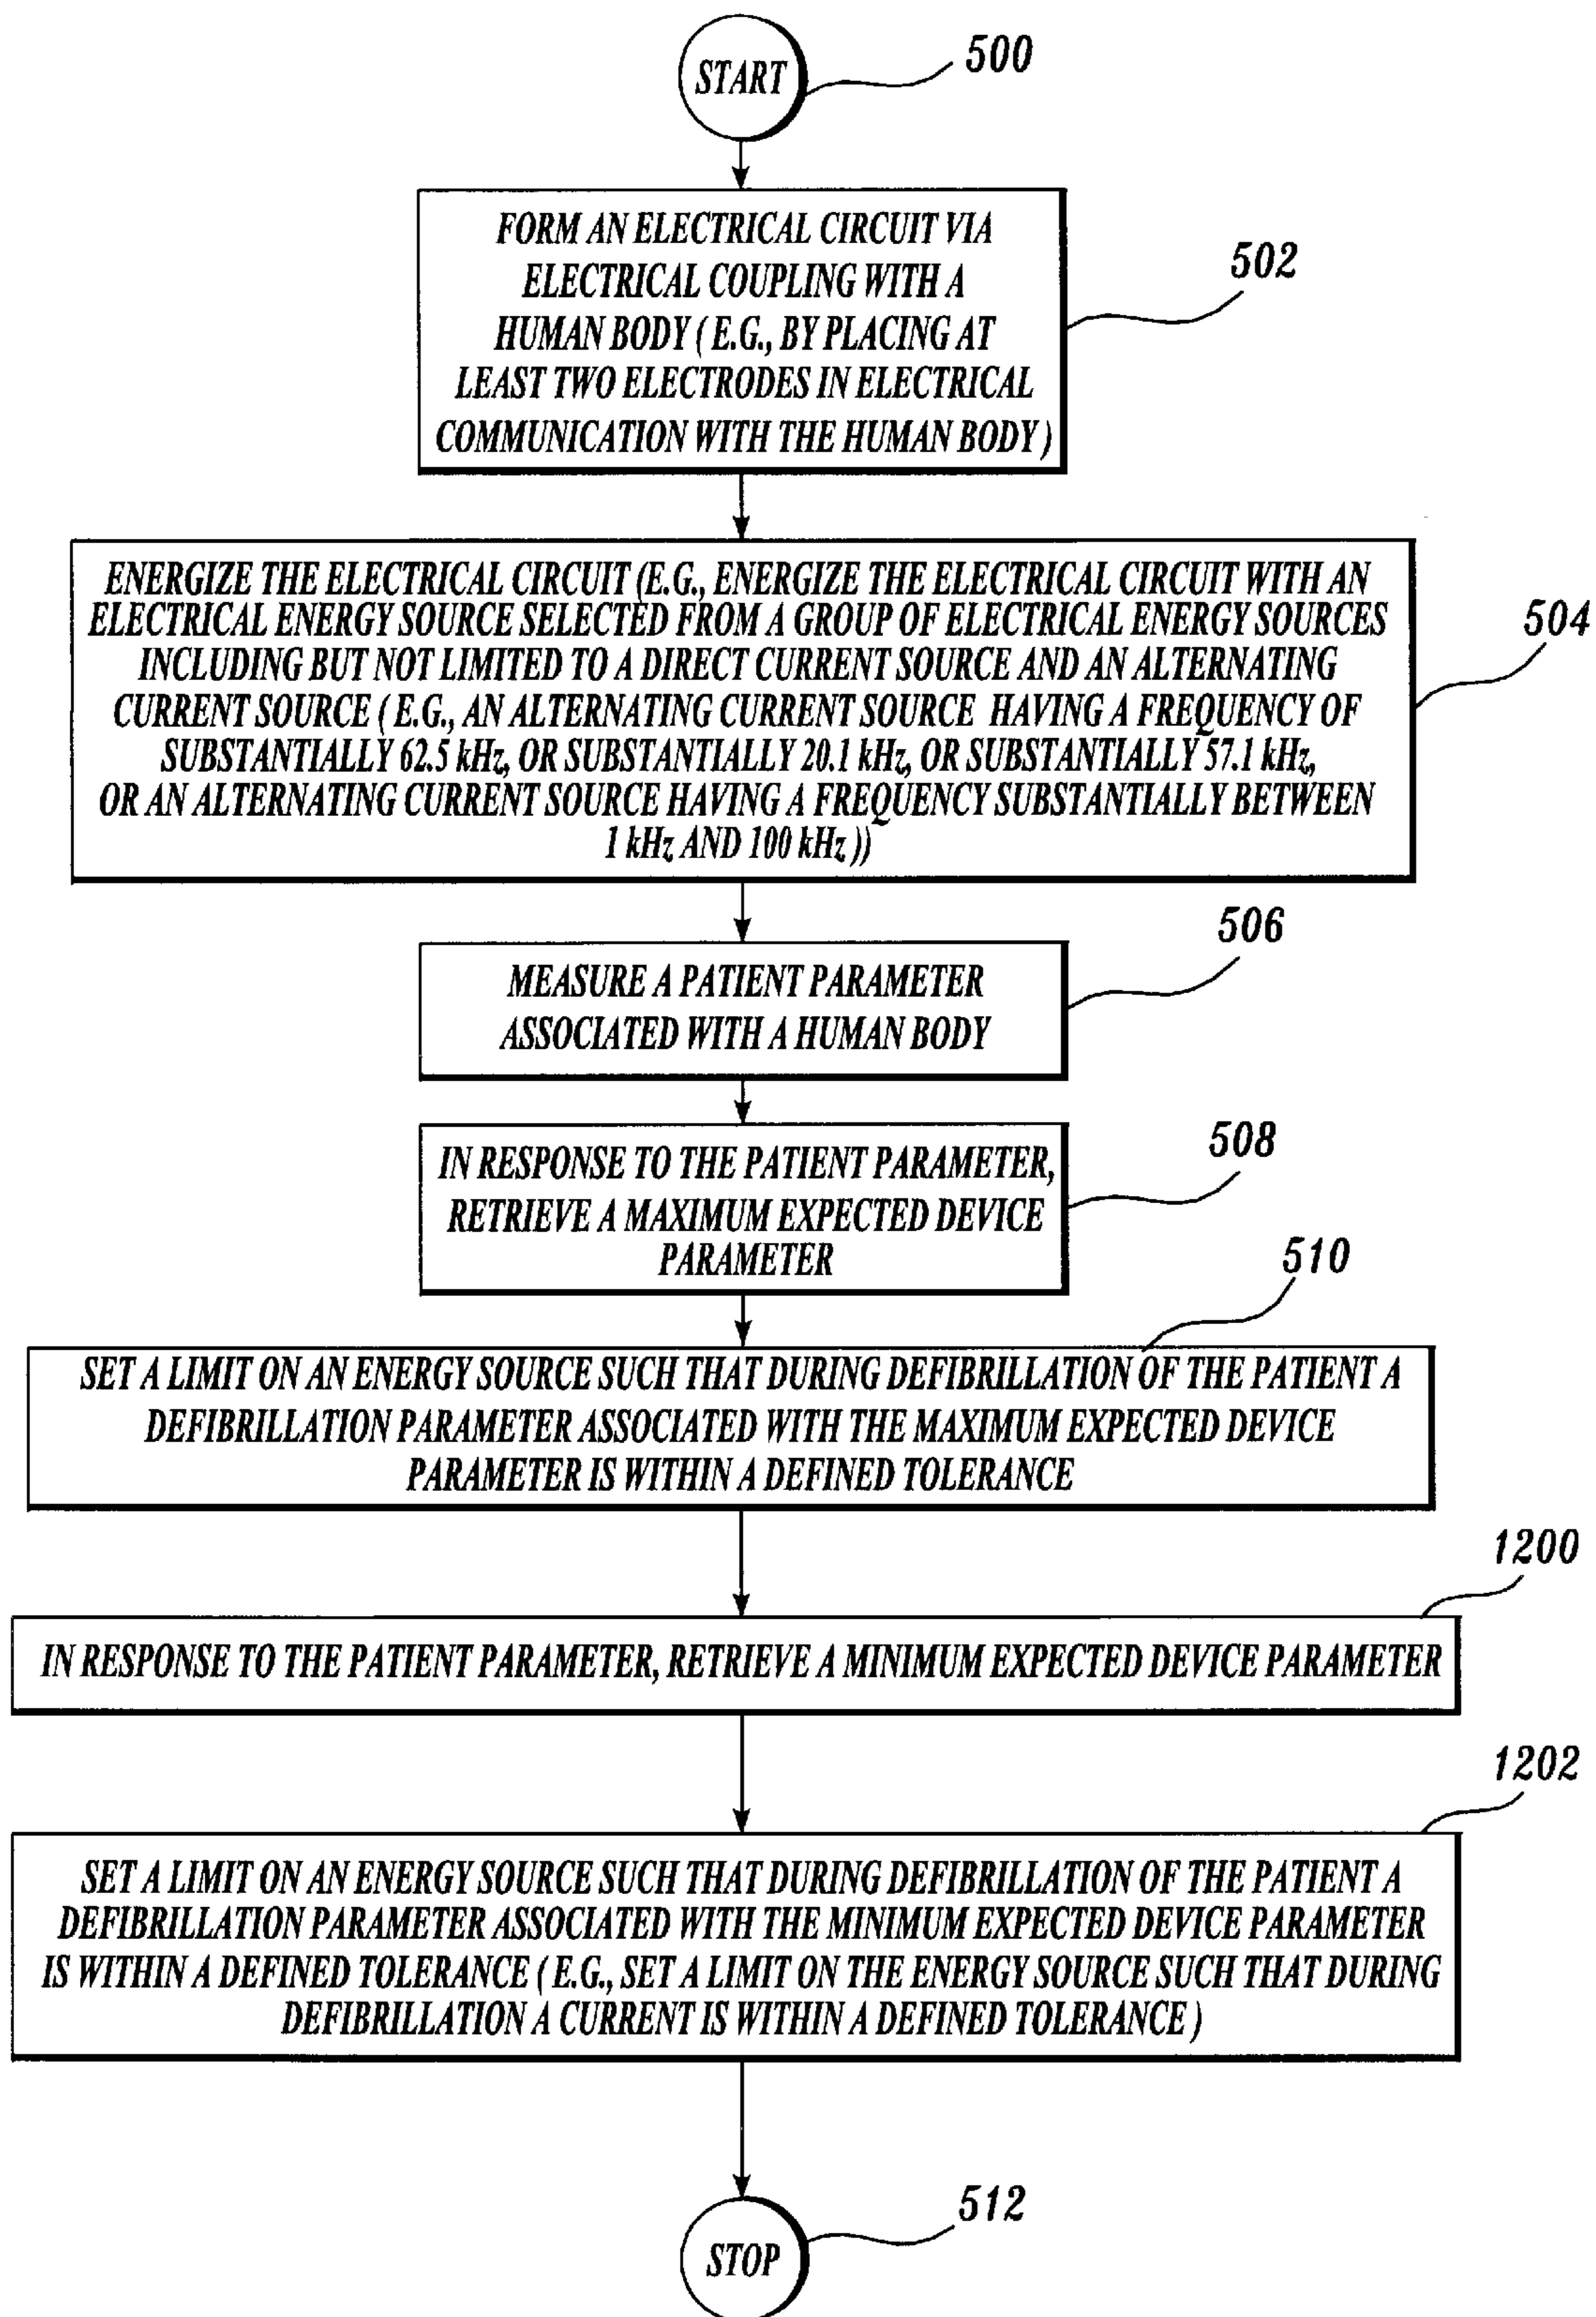 START
500
FORM AN ELECTRICAL CIRCUIT VIA
ELECTRICAL COUPLING WITH A
HUMAN BODY ( E.G., BY PLACING AT
LEAST TWO ELECTRODES IN ELECTRICAL
COMMUNICATION WITH THE HUMAN BODY )
502
ENERGIZE THE ELECTRICAL CIRCUIT (E.G., ENERGIZE THE ELECTRICAL CIRCUIT WITH AN
ELECTRICAL ENERGY SOURCE SELECTED FROM A GROUP OF ELECTRICAL ENERGY SOURCES
INCLUDING BUT NOT LIMITED TO A DIRECT CURRENT SOURCE AND AN ALTERNATING
CURRENT SOURCE ( E.G., AN ALTERNATING CURRENT SOURCE HAVING A FREQUENCY OF
SUBSTANTIALLY 62.5 kHz, OR SUBSTANTIALLY 20.1 kHz, OR SUBSTANTIALLY 57.1 kHz,
OR AN ALTERNATING CURRENT SOURCE HAVING A FREQUENCY SUBSTANTIALLY BETWEEN
1 kHz AND 100 kHz ))
504
MEASURE A PATIENT PARAMETER
ASSOCIATED WITH A HUMAN BODY
506
IN RESPONSE TO THE PATIENT PARAMETER,
RETRIEVE A MAXIMUM EXPECTED DEVICE
PARAMETER
508
SET A LIMIT ON AN ENERGY SOURCE SUCH THAT DURING DEFIBRILLATION OF THE PATIENT A
DEFIBRILLATION PARAMETER ASSOCIATED WITH THE MAXIMUM EXPECTED DEVICE
PARAMETER IS WITHIN A DEFINED TOLERANCE
510
IN RESPONSE TO THE PATIENT PARAMETER, RETRIEVE A MINIMUM EXPECTED DEVICE PARAMETER
1200
SET A LIMIT ON AN ENERGY SOURCE SUCH THAT DURING DEFIBRILLATION OF THE PATIENT A
DEFIBRILLATION PARAMETER ASSOCIATED WITH THE MINIMUM EXPECTED DEVICE PARAMETER
IS WITHIN A DEFINED TOLERANCE ( E.G., SET A LIMIT ON THE ENERGY SOURCE SUCH THAT DURING
DEFIBRILLATION A CURRENT IS WITHIN A DEFINED TOLERANCE )
1202
STOP
512